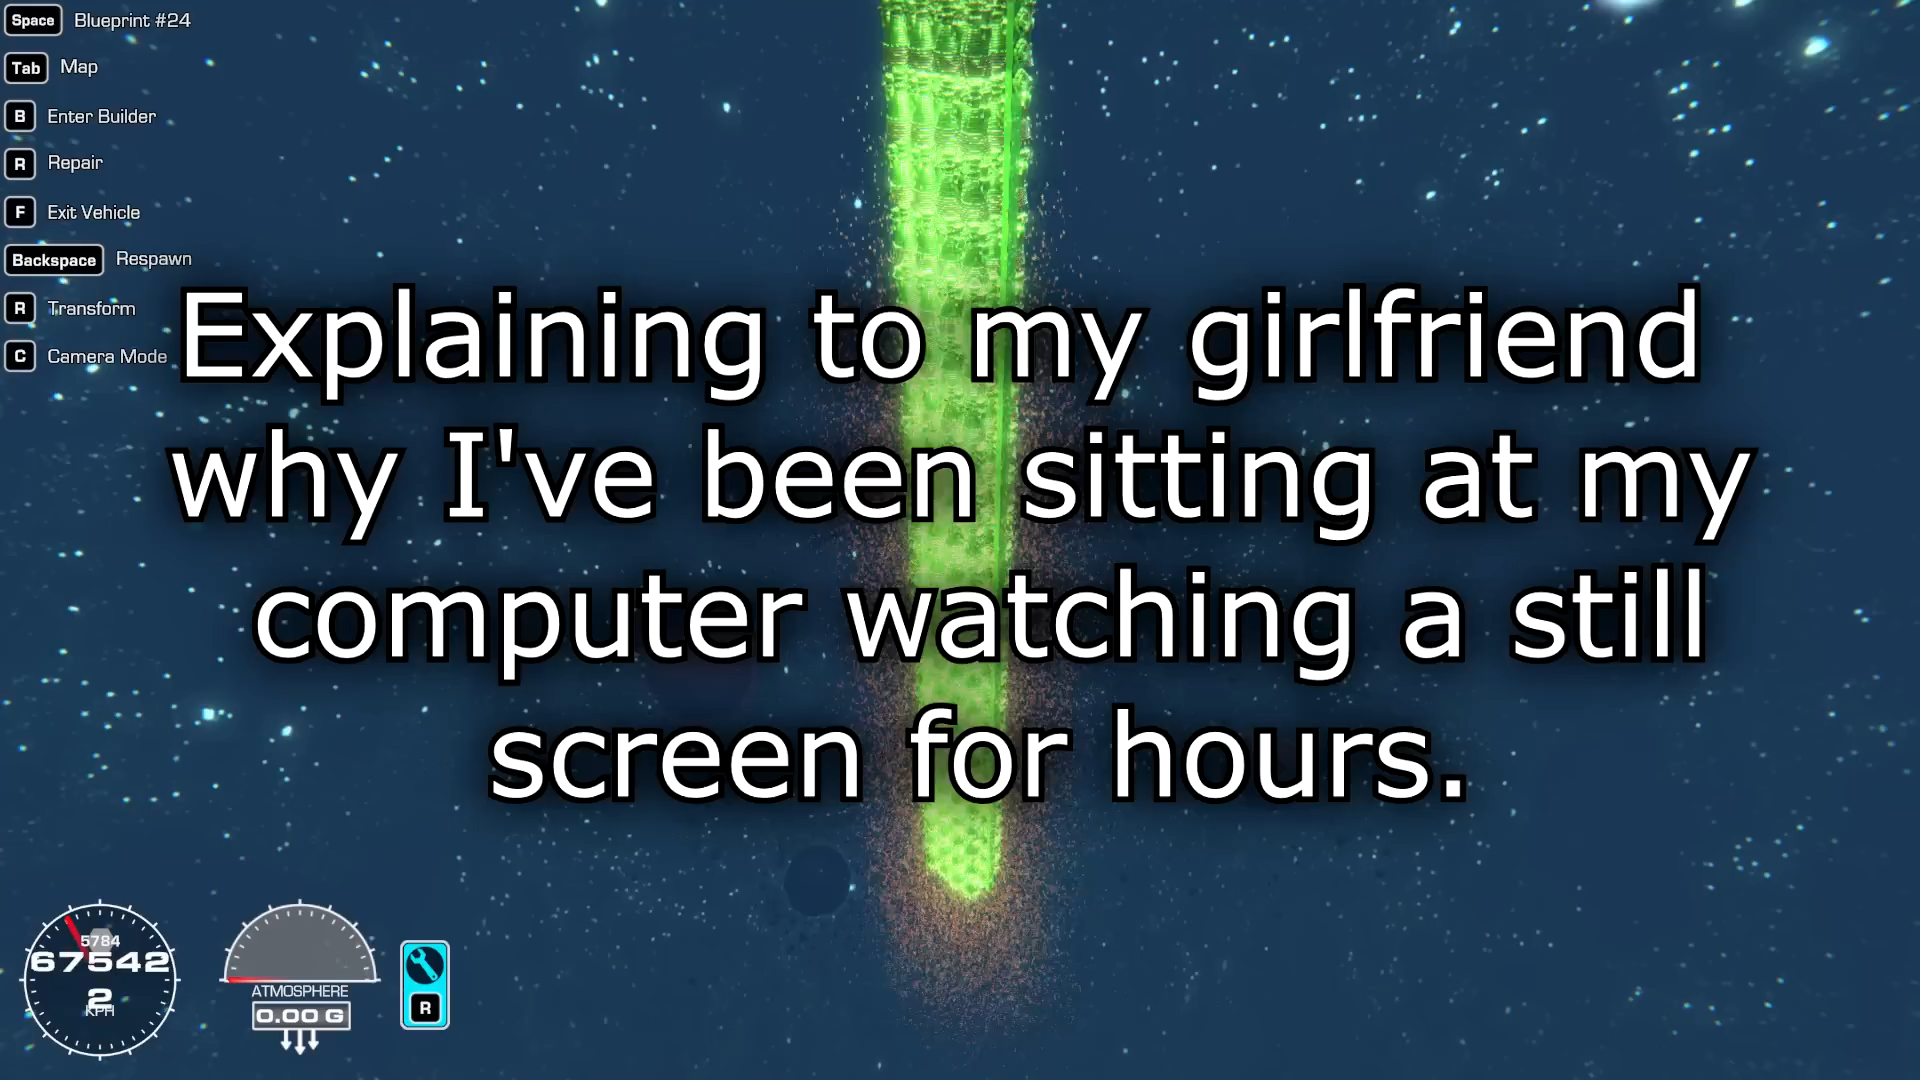 Space Blueprint #24
Tab Map
B Enter Builder
R Repair
F Exit Vehicle
Backspace Respawn
R Transform
C Camera Mode
Explaining to my girlfriend
why I've been sitting at my
computer watching a still
screen for hours.
5784
67542
2
KPH
ATMOSPHERE
0.00 G
R